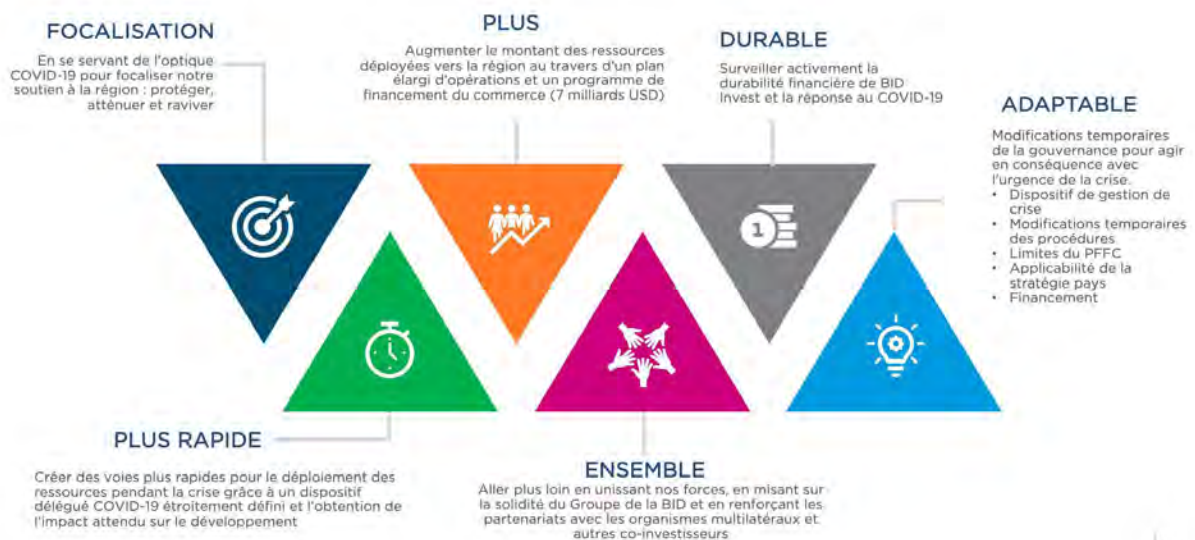 FOCALISATION
En se servant de l'optique
COVID-19 pour focaliser notre
soutien à la région : protéger,
atténuer et raviver
PLUS
Augmenter le montant des ressources
déployées vers la région au travers d'un plan
élargi d'opérations et un programme de
financement du commerce (7 milliards USD)
DURABLE
Surveiller activement la
durabilité financière de BID
Invest et la réponse au COVID-19
ADAPTABLE
Modifications temporaires
de la gouvernance pour agir
en conséquence avec
l'urgence de la crise.
• Dispositif de gestion de
crise
• Modifications temporaires
des procédures
• Limites du PFFC
• Applicabilité de la
stratégie pays
• Financement
1
PLUS RAPIDE
Créer des voies plus rapides pour le déploiement des
ressources pendant la crise grâce à un dispositif
délégué COVID-19 étroitement défini et l'obtention de
l'impact attendu sur le développement
ENSEMBLE
Aller plus loin en unissant nos forces, en misant sur
la solidité du Groupe de la BID et en renforçant les
partenariats avec les organismes multilatéraux et
autres co-investisseurs